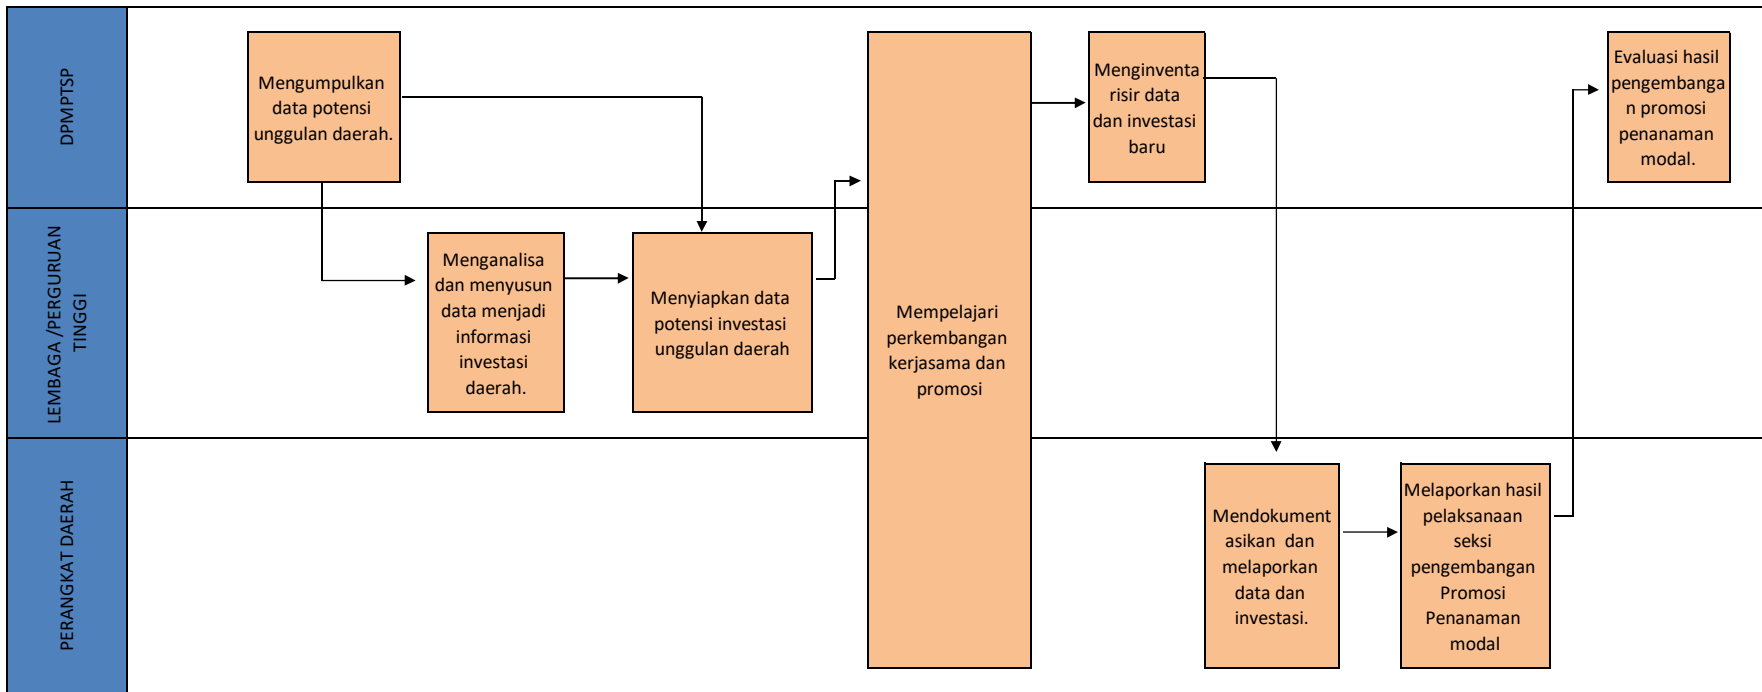 DPMPTSP
Mengumpulkan
data potensi
unggulan daerah.
Menginventa
risir data
dan investasi
baru
Evaluasi hasil
pengembanga
n promosi
penanaman
modal.
LEMBAGA /PERGURUAN
TINGGI
Menganalisa
dan menyusun
data menjadi
informasi
investasi
daerah.
Menyiapkan data
potensi investasi
unggulan daerah
Mempelajari
perkembangan
kerjasama dan
promosi
PERANGKAT DAERAH
Mendokument
asikan  dan
melaporkan
data dan
investasi.
Melaporkan hasil
pelaksanaan
seksi
pengembangan
Promosi
Penanaman
modal